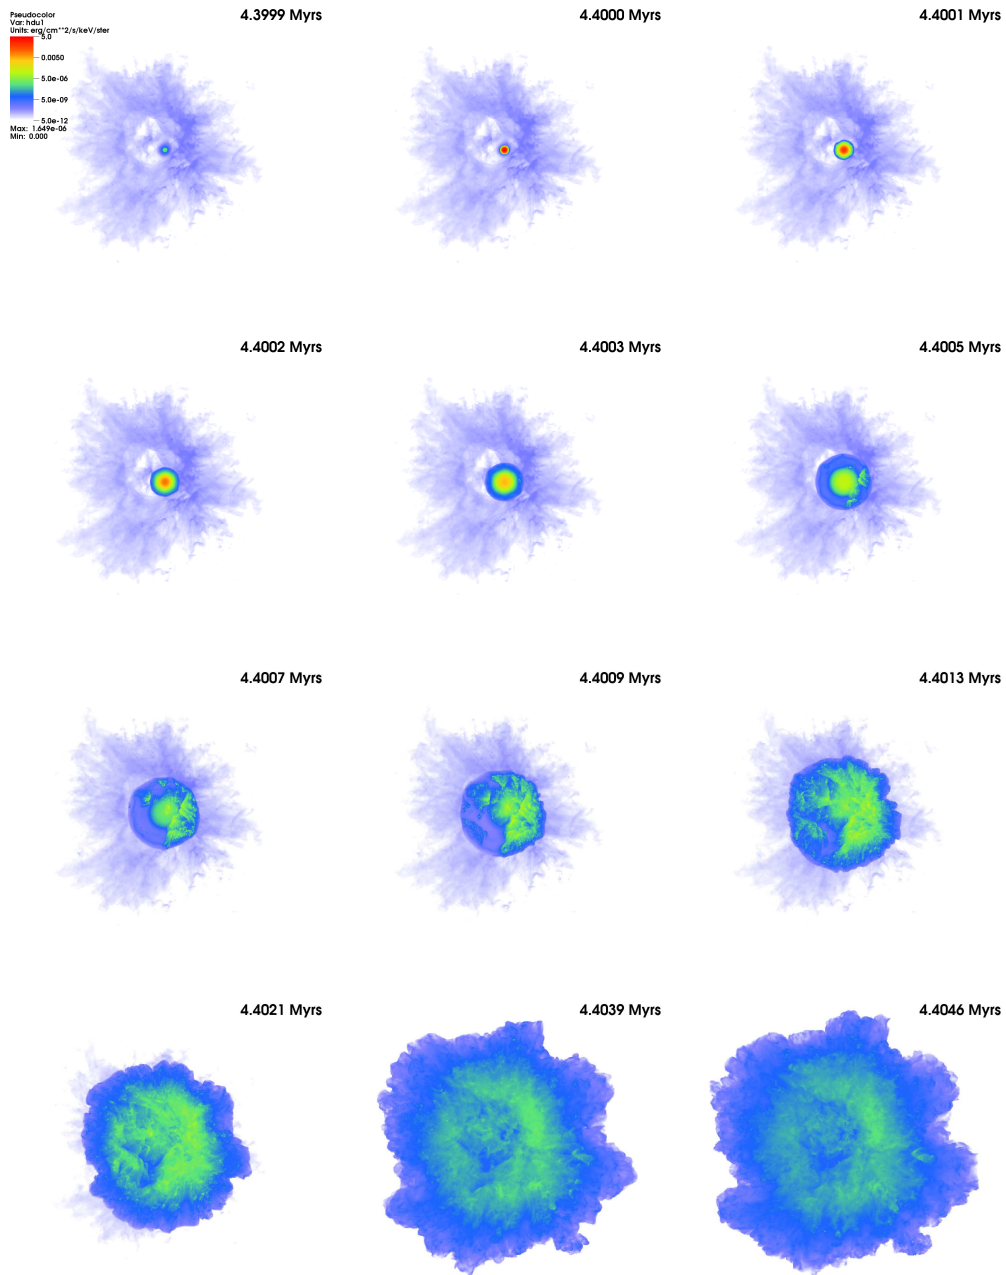 Pseudocolor
Var: hdu1
Units: erg/cm**2/s/keV/ster
5.0
0.0050
5.0e-06
5.0e-09
5.0e-12
Max: 1.649e-06
Min: 0.000
4.3999 Myrs
4.4000 Myrs
4.4001 Myrs
4.4002 Myrs
4.4003 Myrs
4.4005 Myrs
4.4007 Myrs
4.4009 Myrs
4.4013 Myrs
4.4021 Myrs
4.4039 Myrs
4.4046 Myrs